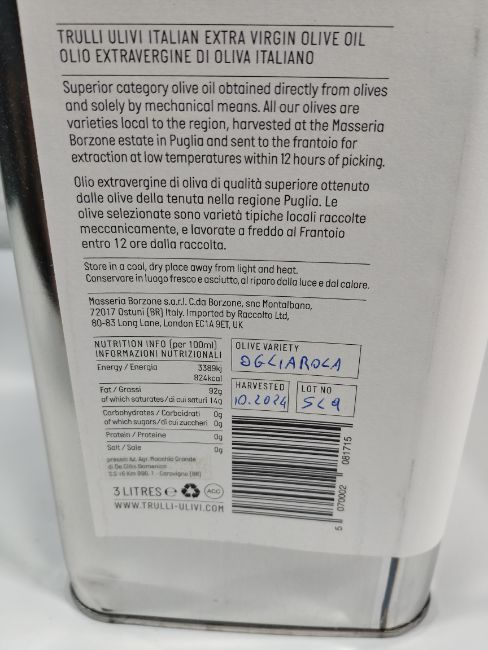 TRULLI ULIVI ITALIAN EXTRA VIRGIN OLIVE OIL
OLIO EXTRAVERGINE DI OLIVA ITALIANO
Superior category olive oil obtained directly from olives
and solely by mechanical means. All our olives are
varieties local to the region, harvested at the Masseria
Borzone estate in Puglia and sent to the frantoio for
extraction at low temperatures within 12 hours of picking.
Olio extravergine di oliva di qualità superiore ottenuto
dalle olive della tenuta nella regione Puglia. Le
olive selezionate sono varietà tipiche locali raccolte
meccanicamente, e lavorate a freddo al Frantoio
entro 12 ore dalla raccolta.
Store in a cool, dry place away from light and heat.
Conservare in luogo fresco e asciutto, al riparo dalla luce e dal calore.
Masseria Borzone s.a.r.l. C.da Borzone, snc Montalbano,
72017 Ostuni (BR) Italy. Imported by Raccolto Ltd,
80-83 Long Lane, London EC1A 9ET, UK
NUTRITION INFO (per 100ml)
INFORMAZIONI NUTRIZIONALI
Energy / Energia 3389kj
824kcal
Fat / Grassi 92g
of which saturates/di cui saturi 14g
Carbohydrates / Carboidrati 0g
of which sugars/di cui zuccheri 0g
Protein / Proteine 0g
Salt / Sale 0g
Az. Agr. Macchia Grande
3 LITRES e ACC
WWW.TRULLI-ULIVI.COM
OLIVE VARIETY
OGLIAROLA
HARVESTED
10.2024
LOT NO
5L9
5 070002 081715